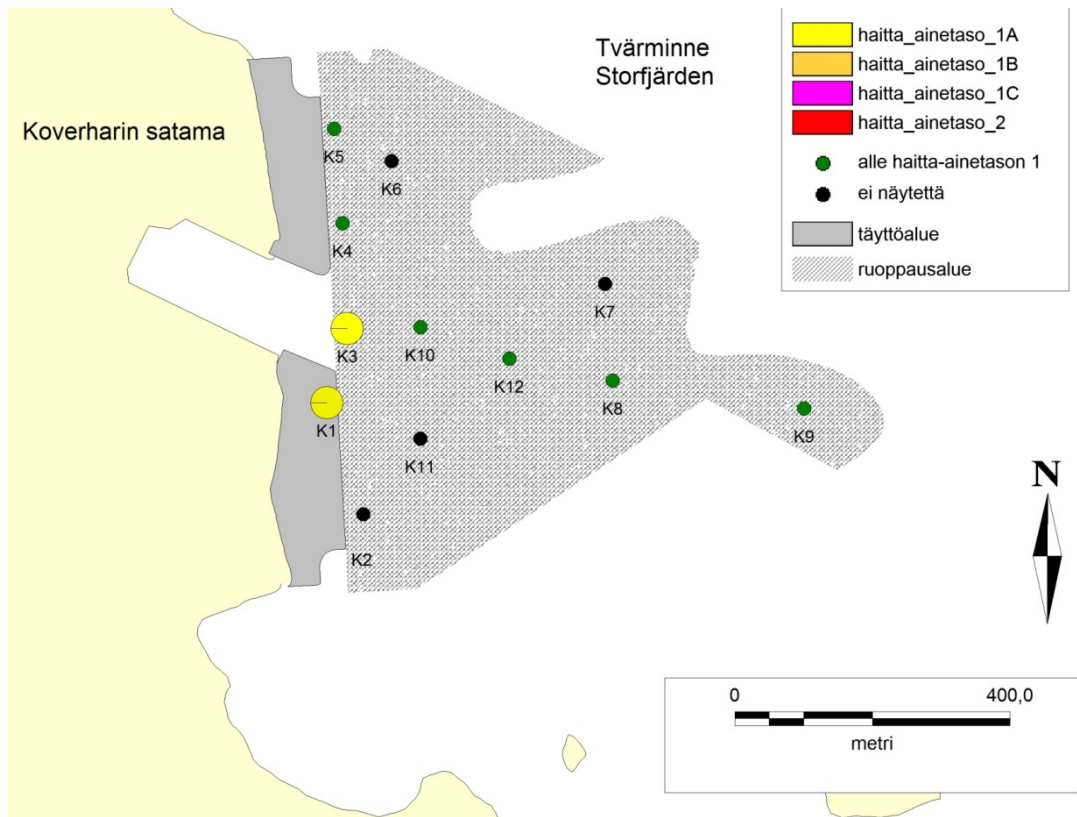 Tvärminne
Storfjärden
Koverharin satama
haitta_ainetaso_1A
haitta_ainetaso_1B
haitta_ainetaso_1C
haitta_ainetaso_2
alle haitta-ainetason 1
ei näytettä
täyttöalue
ruoppausalue
K5
K6
K4
K7
K3
K10
K12
K8
K1
K9
K11
K2
N
0
400,0
metri